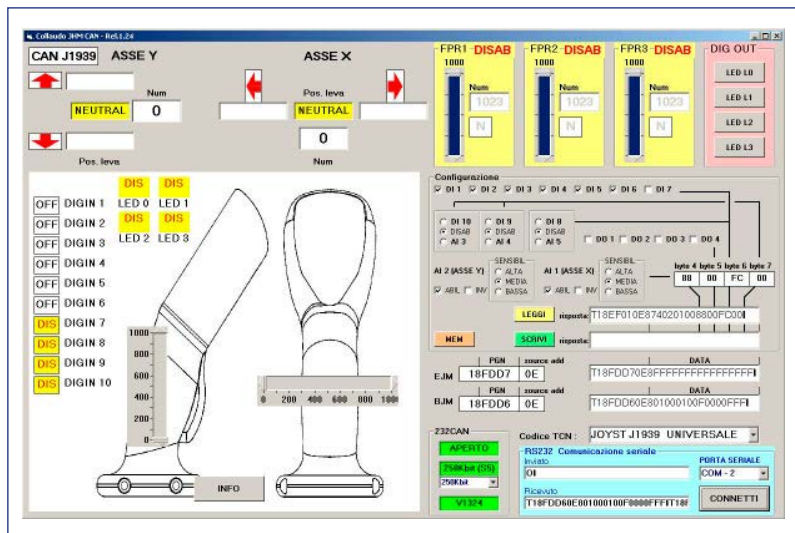 Collaudo JHM CAN - Rel.1.24
CAN J1939 ASSE Y
Num
NEUTRAL 0
Pos. leva
ASSE X
Pos. leva
NEUTRAL
0
Num
FPR1 DISAB
1000
Num
1023
N
FPR2 DISAB
1000
Num
1023
N
FPR3 DISAB
1000
Num
1023
N
DIG OUT
LED L0
LED L1
LED L2
LED L3
DIS DIS
LED 0 LED 1
DIS DIS
LED 2 LED 3
OFF DIGIN 1
OFF DIGIN 2
OFF DIGIN 3
OFF DIGIN 4
OFF DIGIN 5
OFF DIGIN 6
DIS DIGIN 7
DIS DIGIN 8
DIS DIGIN 9
DIS DIGIN 10
1000
800
600
400
200
0
0 200 400 600 800 1000
INFO
Configurazione
DI 1 DI 2 DI 3 DI 4 DI 5 DI 6 DI 7
DI 10 DI 9 DI 8
DISAB DISAB DISAB
AI 3 AI 4 AI 5
DO 1 DO 2 DO 3 DO 4
AI 2 (ASSE Y)
ABIL INV
SENSIBIL
ALTA
MEDIA
BASSA
AI 1 (ASSE X)
ABIL INV
SENSIBIL
ALTA
MEDIA
BASSA
byte 4 byte 5 byte 6 byte 7
88 00 FC 00
LEGGI risposta: T18EF010E8740201008800FC00
MEM SCRIVI risposta:
PGN source add DATA
EJM 18FDD7 0E T18FDD70E8FFFFFFFFFFFFFFFF
PGN source add DATA
BJM 18FDD6 0E T18FDD60E801000100F0000FFF
232CAN
APERTO
250Kbit (S5)
250Kbit
V1324
Codice TCN : JOYST J1939 UNIVERSALE
RS232 Comunicazione seriale
Inviato
PORTA SERIALE
COM - 2
Ricevuto
T18FDD60E801000100F0000FFF
CONNETTI